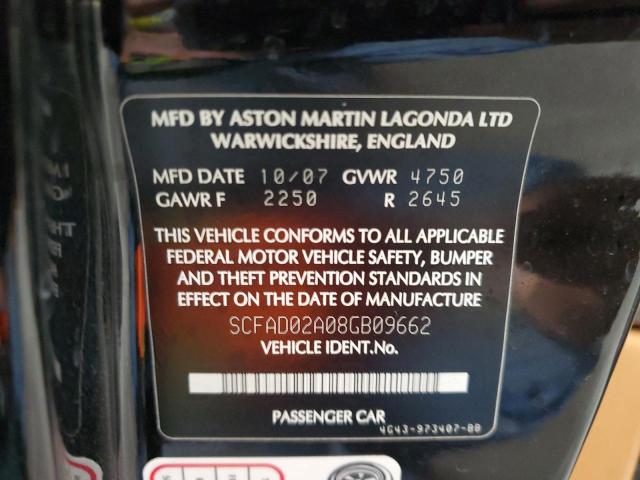 MFD BY ASTON MARTIN LAGONDA LTD
WARWICKSHIRE, ENGLAND
MFD DATE 10/07 GVWR 4750
GAWR F 2250 R 2645
THIS VEHICLE CONFORMS TO ALL APPLICABLE
FEDERAL MOTOR VEHICLE SAFETY, BUMPER
AND THEFT PREVENTION STANDARDS IN
EFFECT ON THE DATE OF MANUFACTURE
SCFAD02A08GB09662
VEHICLE IDENT.No.
PASSENGER CAR
4G43-973407-BB